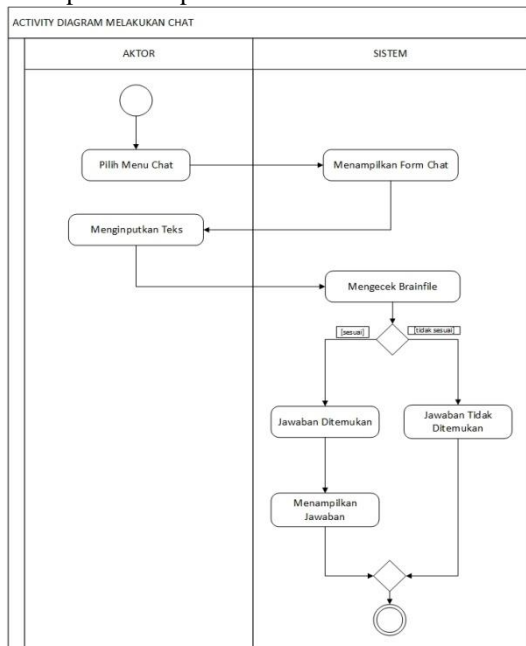 ACTIVITY DIAGRAM MELAKUKAN CHAT
AKTOR
SISTEM
Pilih Menu Chat
Menampilkan Form Chat
Menginputkan Teks
Mengecek Brainfile
[sesuai]
[tidak sesuai]
Jawaban Ditemukan
Jawaban Tidak
Ditemukan
Menampilkan
Jawaban